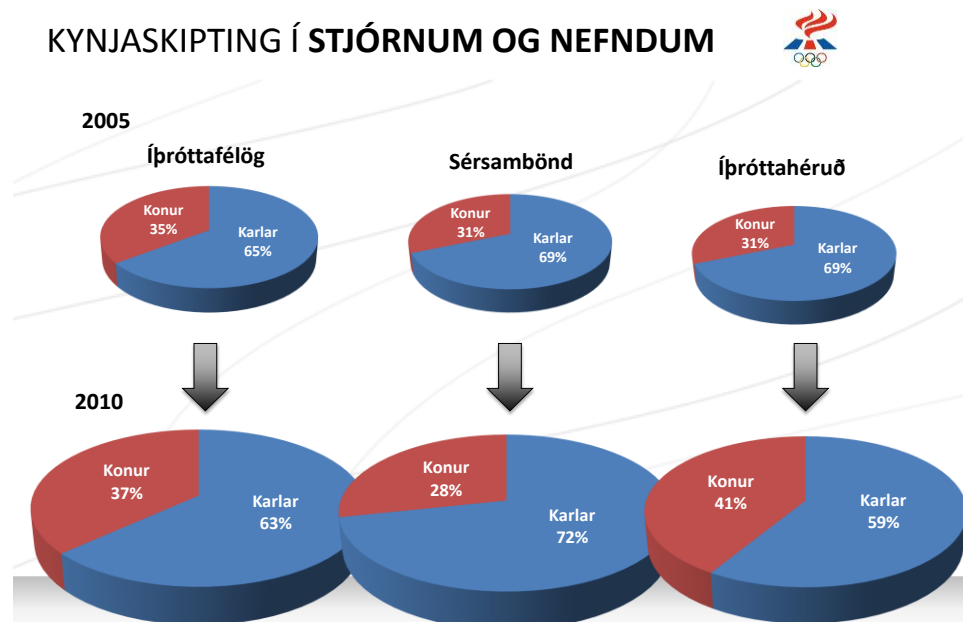 KYNJASKIPTING Í STJÓRNUM OG NEFNDUM
2005
Íþróttafélög
Sérsambönd
Íþróttahéruð
Konur
35%
Karlar
65%
Konur
31%
Karlar
69%
Konur
31%
Karlar
69%
2010
Konur
37%
Karlar
63%
Konur
28%
Karlar
72%
Konur
41%
Karlar
59%